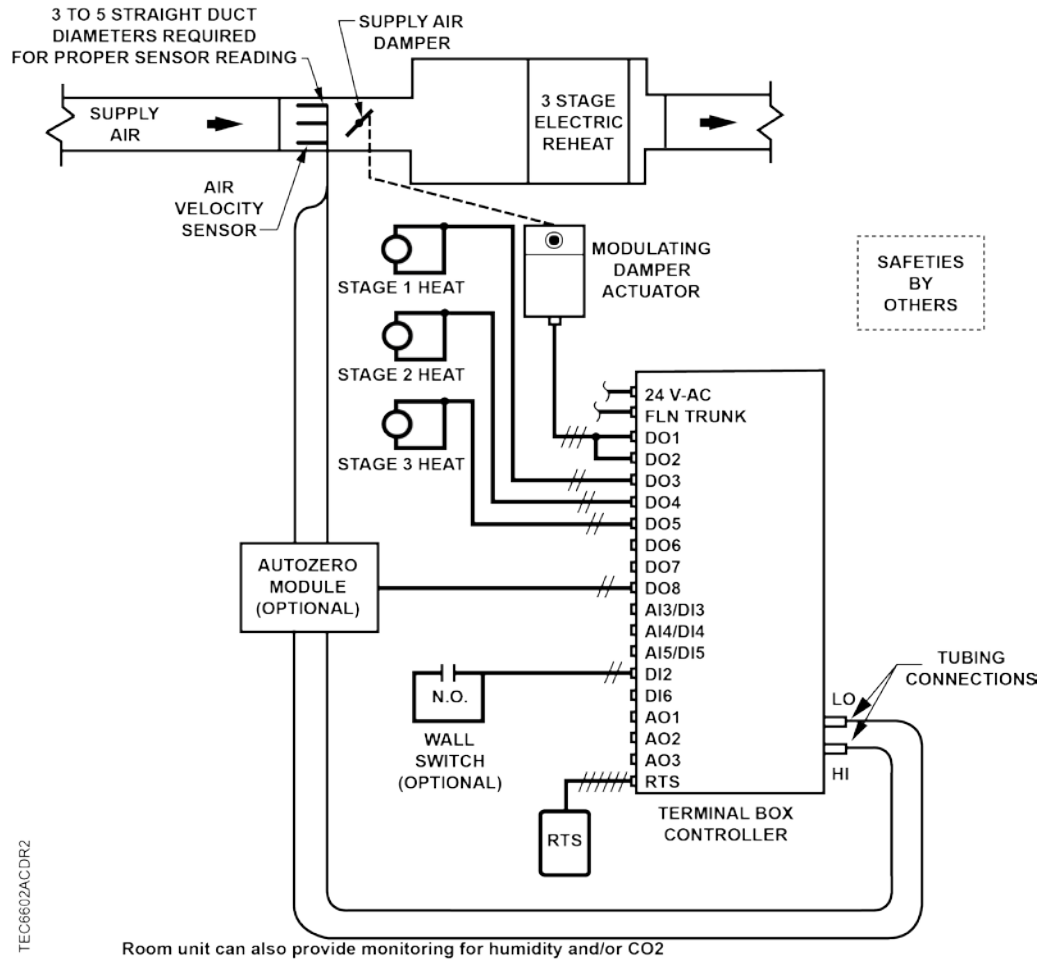 3 TO 5 STRAIGHT DUCT
DIAMETERS REQUIRED
FOR PROPER SENSOR READING
SUPPLY AIR
DAMPER
SUPPLY
AIR
3 STAGE
ELECTRIC
REHEAT
AIR
VELOCITY
SENSOR
STAGE 1 HEAT
MODULATING
DAMPER
ACTUATOR
SAFETIES
BY
OTHERS
STAGE 2 HEAT
STAGE 3 HEAT
24 V-AC
FLN TRUNK
DO1
DO2
DO3
DO4
DO5
DO6
DO7
DO8
AI3/DI3
AI4/DI4
AI5/DI5
DI2
DI6
AO1
AO2
AO3
RTS
AUTOZERO
MODULE
(OPTIONAL)
N.O.
WALL
SWITCH
(OPTIONAL)
TUBING
CONNECTIONS
LO
HI
RTS
TERMINAL BOX
CONTROLLER
TEC6602ACDR2
Room unit can also provide monitoring for humidity and/or CO2